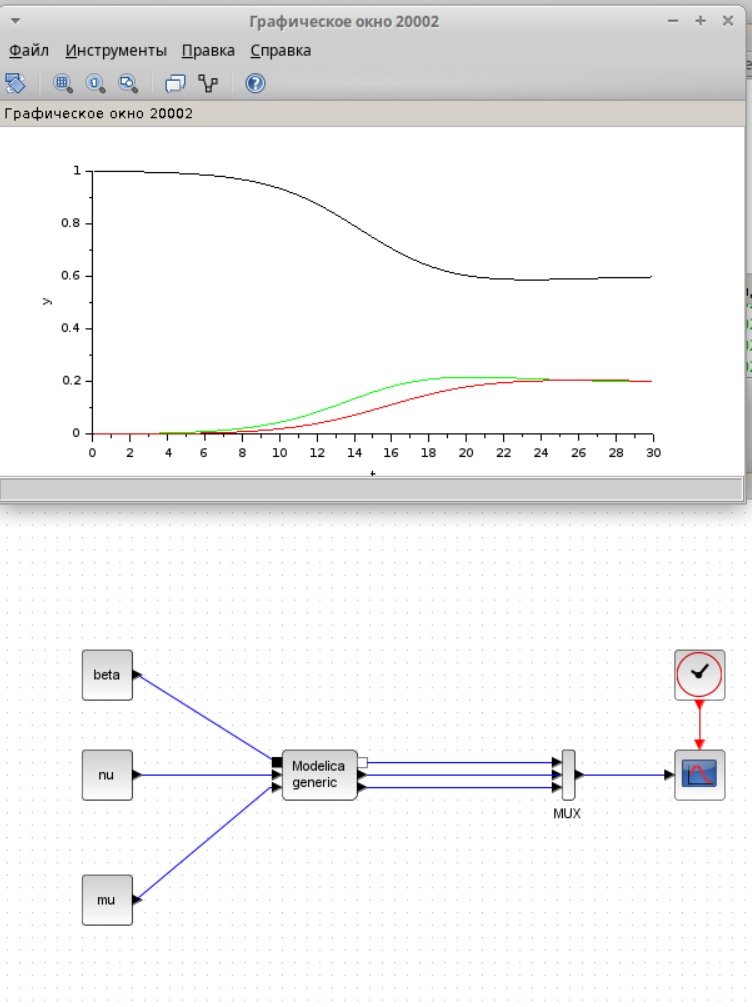 Графическое окно 20002
Файл Инструменты Правка Справка
Графическое окно 20002
1
0.8
0.6
y
0.4
0.2
0
0 2 4 6 8 10 12 14 16 18 20 22 24 26 28 30
beta
nu
Modelica
generic
MUX
mu